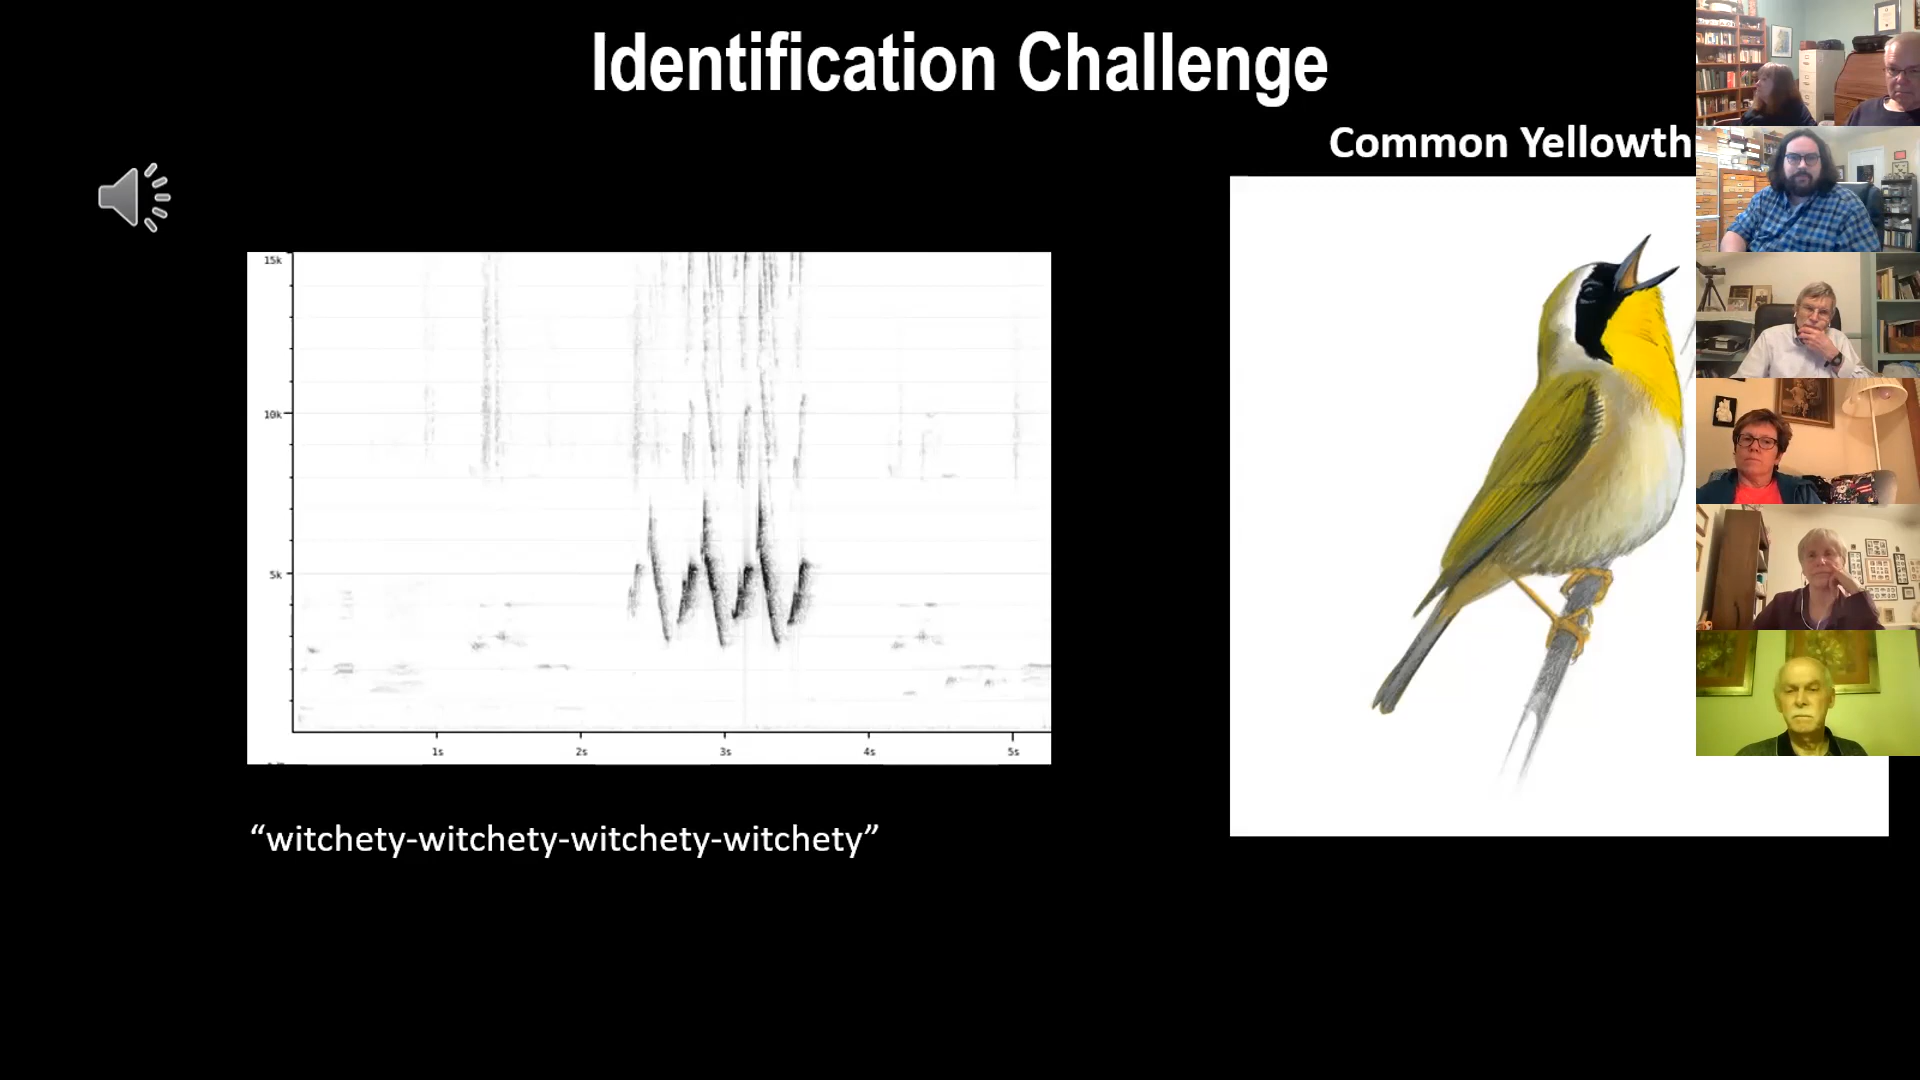 Identification Challenge
Common Yellowth
15k
10k
5k
1s
2s
3s
4s
5s
“witchety-witchety-witchety-witchety”